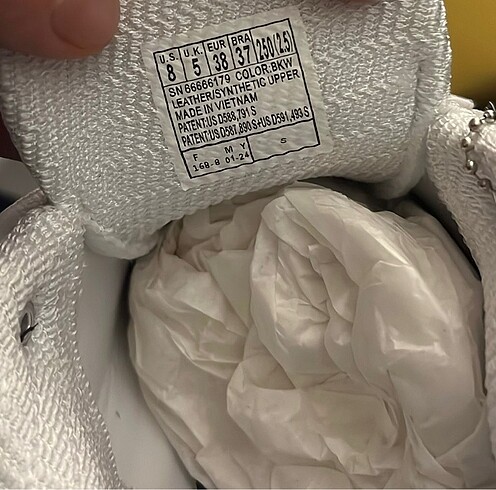 U.S. U.K. EUR BRA 250(2.5)
8 5 38 37
SN 66666179 COLOR:BKW
LEATHER/SYNTHETIC UPPER
MADE IN VIETNAM
PATENT:US D588,791 S
PATENT:US D587,890 S+US D591,493 S
F M Y S
168-8 01-24